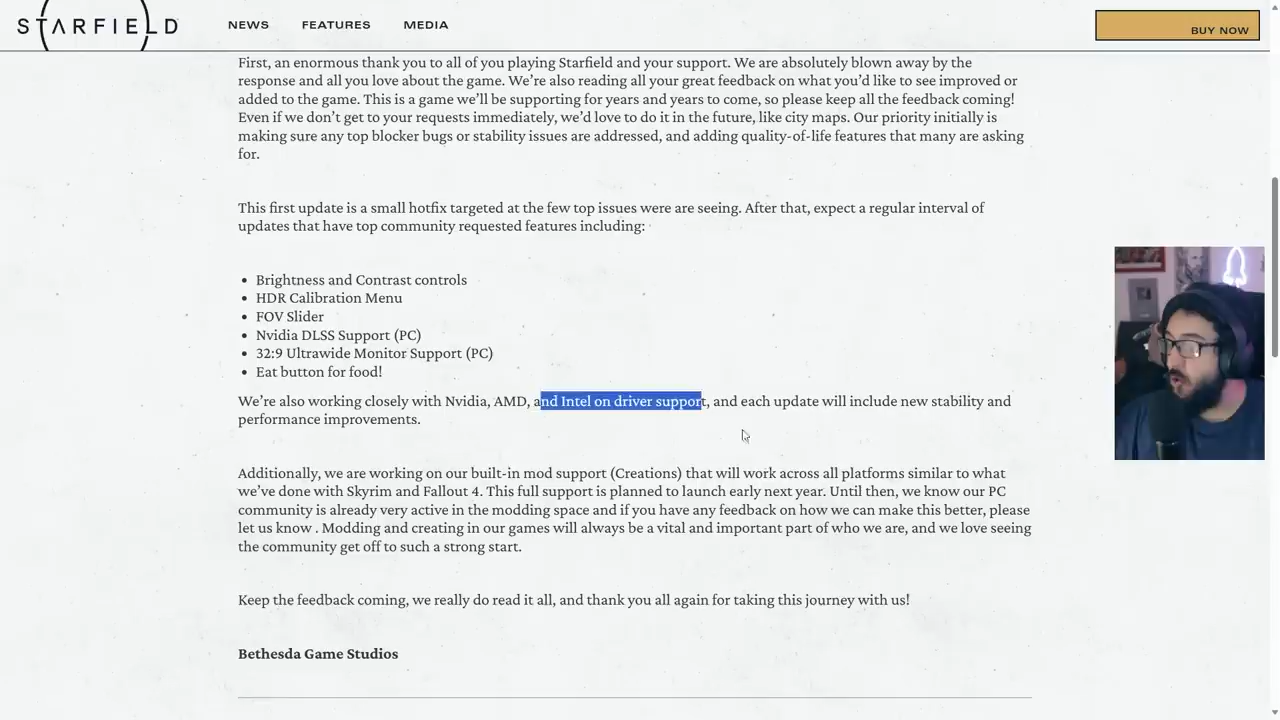 STARFIELD
NEWS
FEATURES
MEDIA
BUY NOW
First, an enormous thank you to all of you playing Starfield and your support. We are absolutely blown away by the
response and all you love about the game. We’re also reading all your great feedback on what you’d like to see improved or
added to the game. This is a game we’ll be supporting for years and years to come, so please keep all the feedback coming!
Even if we don’t get to your requests immediately, we’d love to do it in the future, like city maps. Our priority initially is
making sure any top blocker bugs or stability issues are addressed, and adding quality-of-life features that many are asking
for.
This first update is a small hotfix targeted at the few top issues were are seeing. After that, expect a regular interval of
updates that have top community requested features including:
• Brightness and Contrast controls
• HDR Calibration Menu
• FOV Slider
• Nvidia DLSS Support (PC)
• 32:9 Ultrawide Monitor Support (PC)
• Eat button for food!
We’re also working closely with Nvidia, AMD, and Intel on driver support, and each update will include new stability and
performance improvements.
Additionally, we are working on our built-in mod support (Creations) that will work across all platforms similar to what
we’ve done with Skyrim and Fallout 4. This full support is planned to launch early next year. Until then, we know our PC
community is already very active in the modding space and if you have any feedback on how we can make this better, please
let us know . Modding and creating in our games will always be a vital and important part of who we are, and we love seeing
the community get off to such a strong start.
Keep the feedback coming, we really do read it all, and thank you all again for taking this journey with us!
Bethesda Game Studios